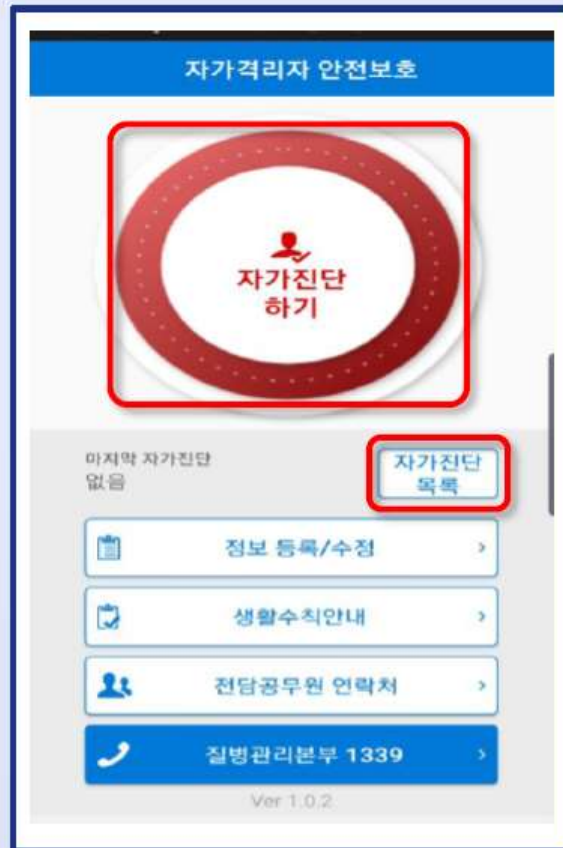 자가격리자 안전보호
자가진단
하기
마지막 자가진단
없음
자가진단
목록
정보 등록/수정
생활수칙안내
전담공무원 연락처
질병관리본부 1339
Ver 1.0.2